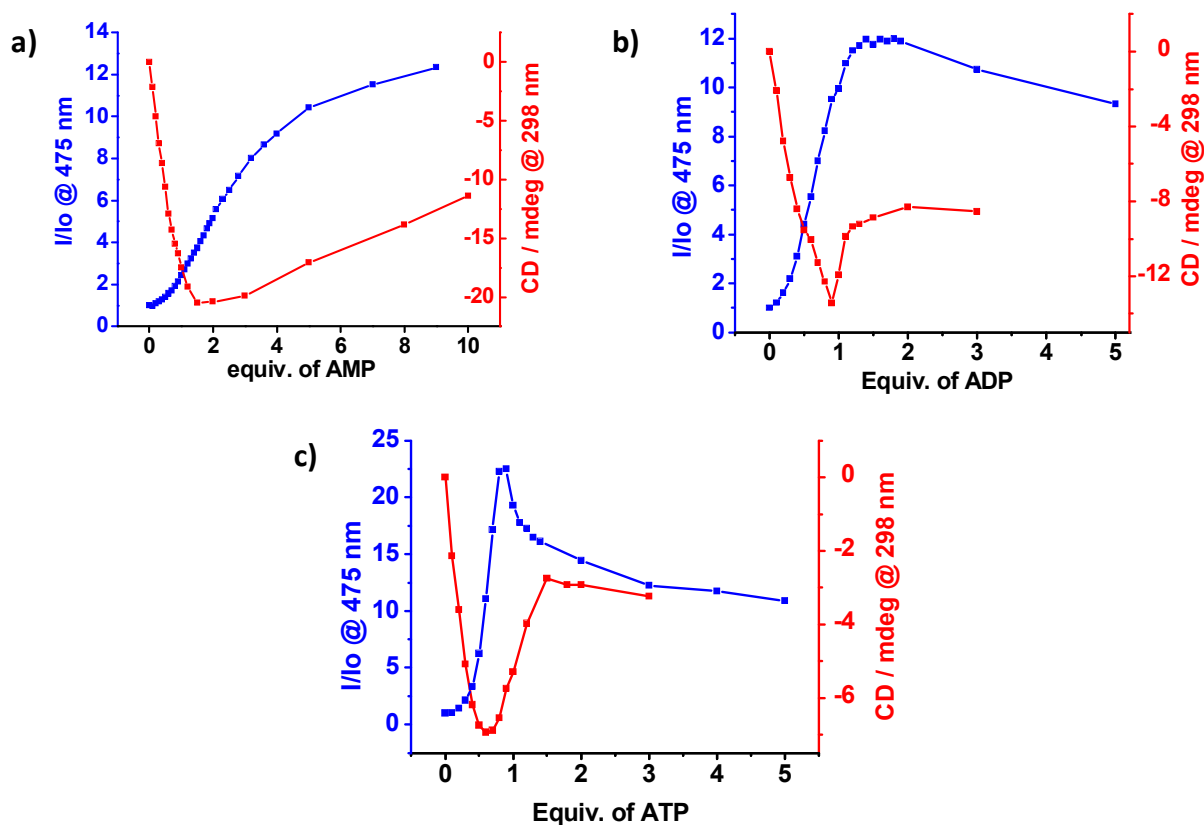 a)
I/Io @ 475 nm
14
12
10
8
6
4
2
0
0 2 4 6 8 10
equiv. of AMP
0
-5
-10
-15
-20
CD / mdeg @ 298 nm
b)
I/Io @ 475 nm
12
10
8
6
4
2
0
0 1 2 3 4 5
Equiv. of ADP
0
-4
-8
-12
CD / mdeg @ 298 nm
c)
I/Io @ 475 nm
25
20
15
10
5
0
0 1 2 3 4 5
Equiv. of ATP
0
-2
-4
-6
CD / mdeg @ 298 nm